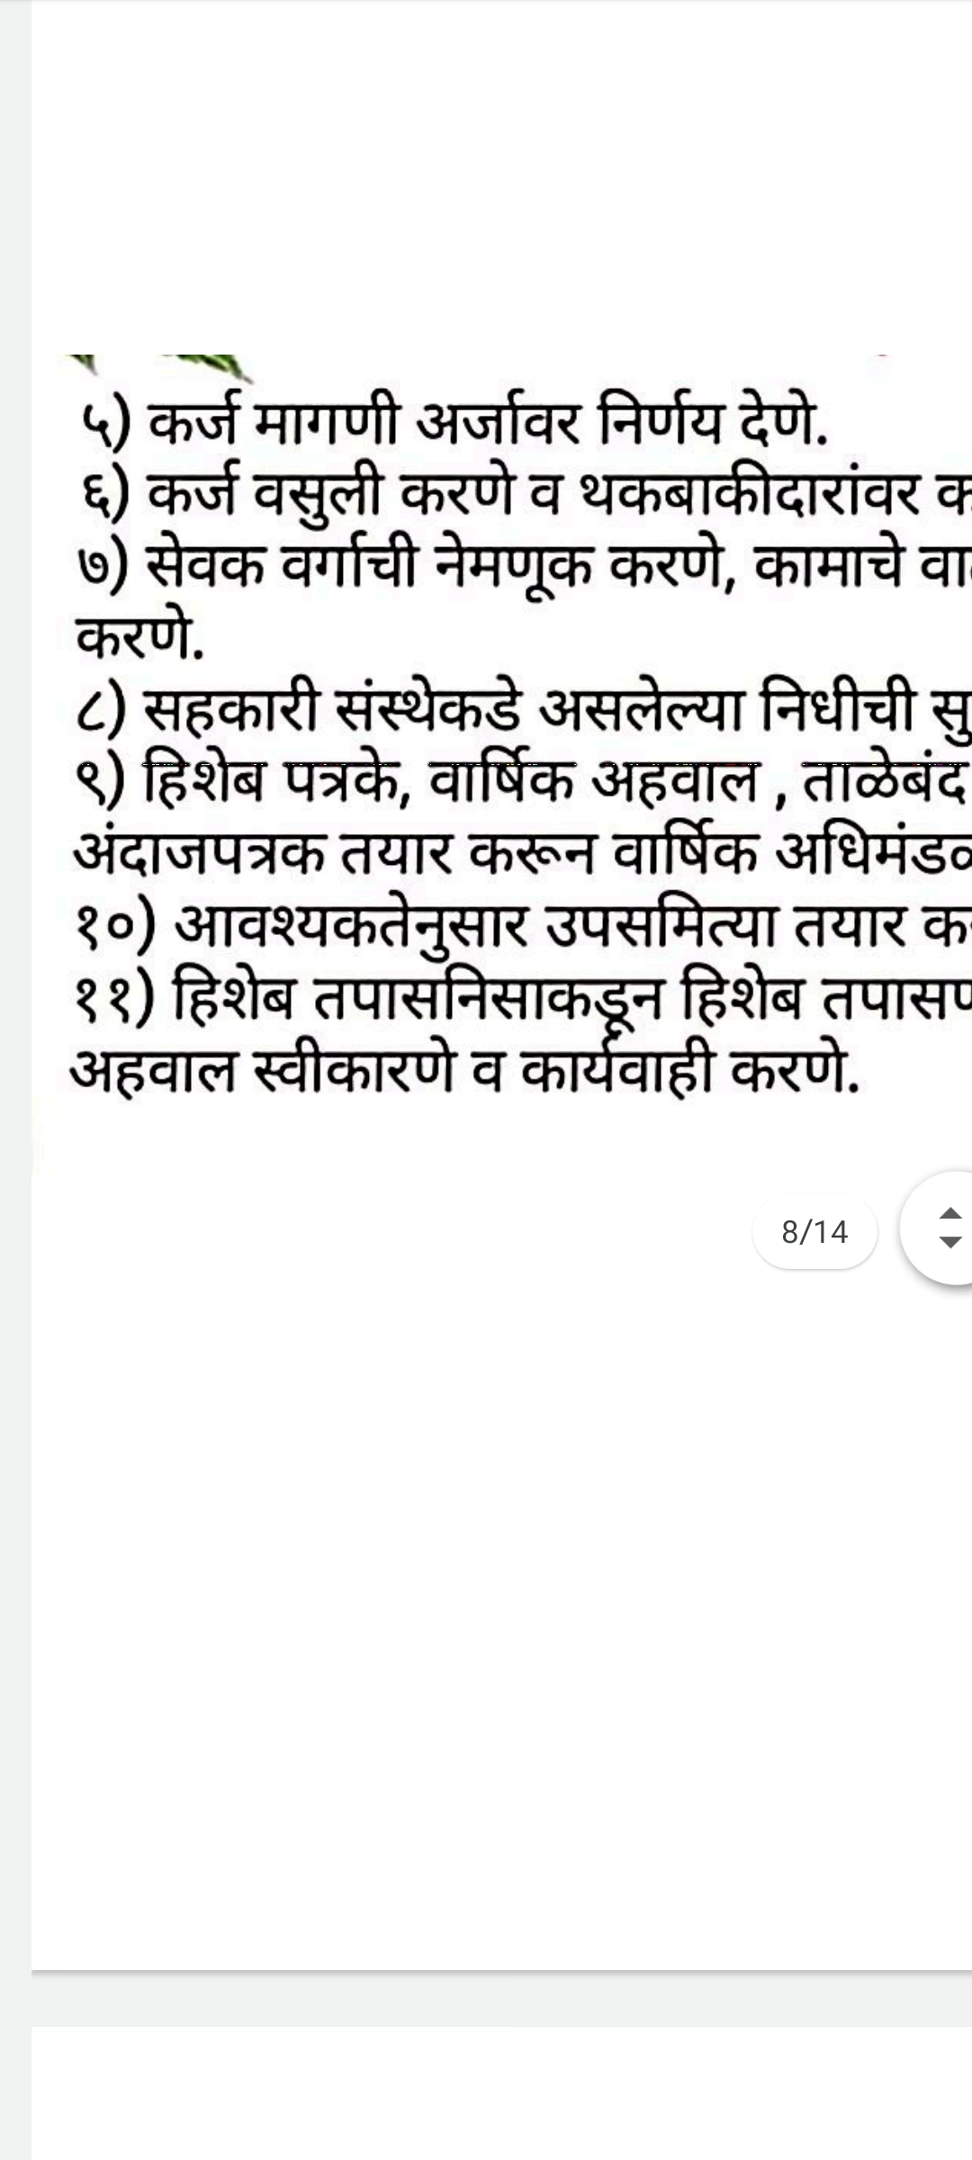 ५) कर्ज मागणी अर्जावर निर्णय देणे.
६) कर्ज वसुली करणे व थकबाकीदारांवर
७) सेवक वर्गाची नेमणूक करणे, कामाचे
करणे.
८) सहकारी संस्थेकडे असलेल्या निधीची
९) हिशेब पत्रके, वार्षिक अहवाल , ताळेबंद
अंदाजपत्रक तयार करून वार्षिक
१०) आवश्यकतेनुसार उपसमित्या तयार
११) हिशेब तपासनिसाकडून हिशेब
अहवाल स्वीकारणे व कार्यवाही करणे.
8/14